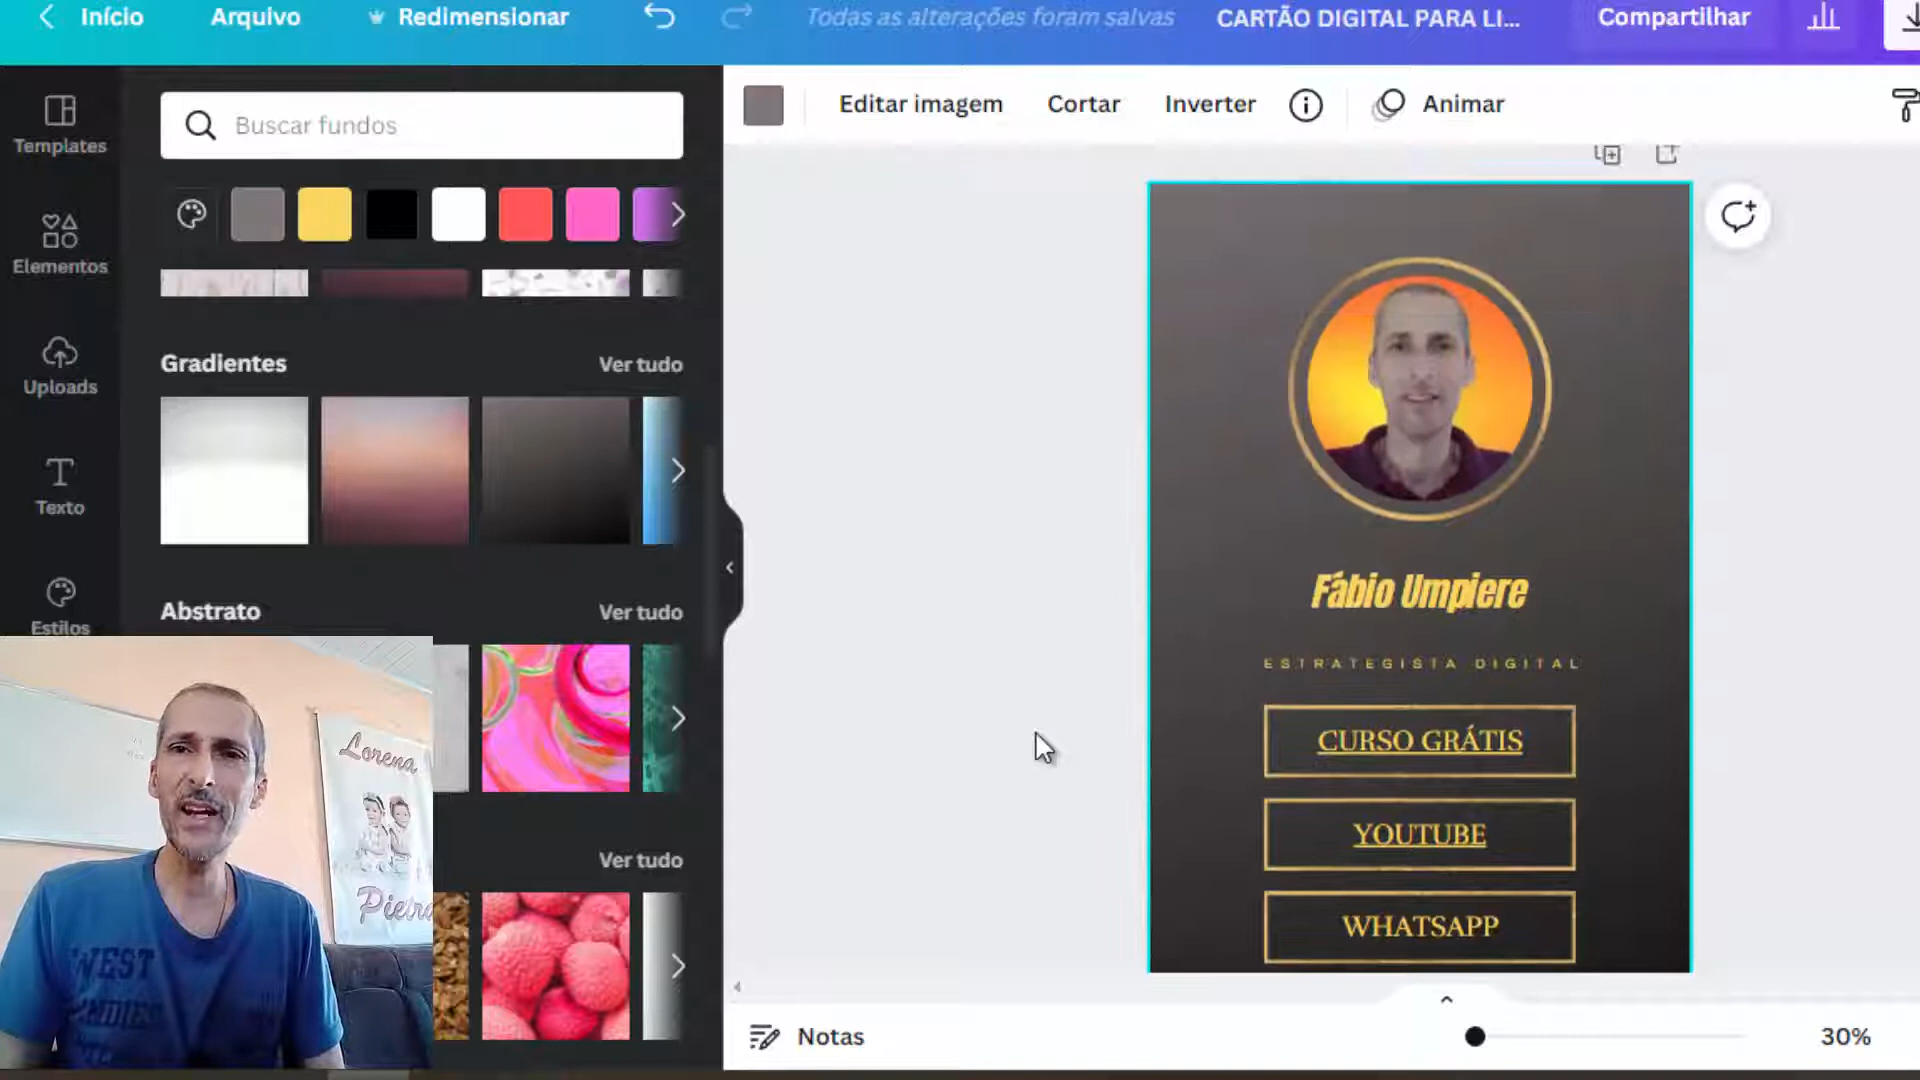 Início
Arquivo
Redimensionar
Todas as alterações foram salvas
CARTÃO DIGITAL PARA LI...
Compartilhar
Templates
Elementos
Uploads
Texto
Estilos
Buscar fundos
Gradientes
Ver tudo
Abstrato
Ver tudo
Ver tudo
Editar imagem
Cortar
Inverter
Animar
Fábio Umpiere
ESTRATEGISTA DIGITAL
CURSO GRÁTIS
YOUTUBE
WHATSAPP
Lorena
Pietra
WEST
Notas
30%